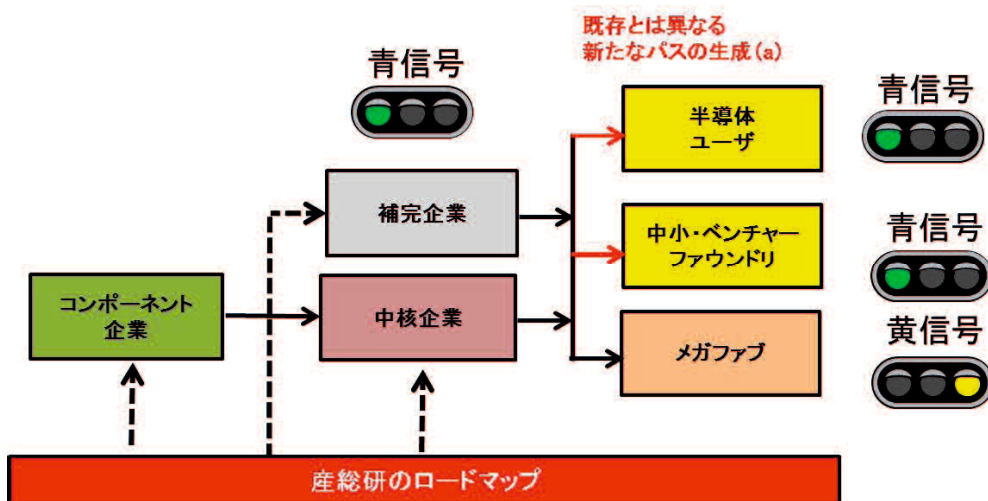 既存とは異なる
新たなパスの生成(a)
青信号
半導体
ユーザ
青信号
補完企業
中小・ベンチャー
ファウンドリ
青信号
コンポーネント
企業
中核企業
メガファブ
黄信号
産総研のロードマップ